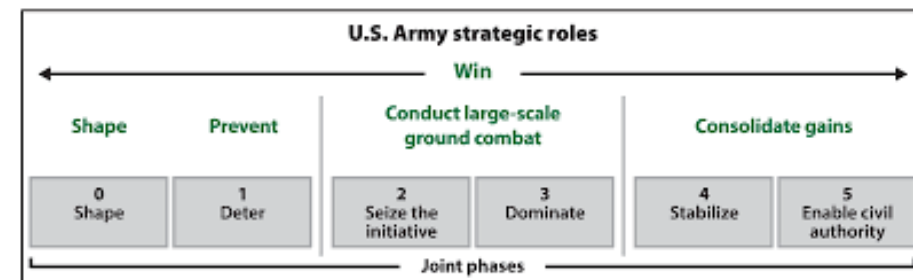 U.S. Army strategic roles
Win
Shape
Prevent
Conduct large-scale
ground combat
Consolidate gains
0
Shape
1
Deter
2
Seize the
initiative
3
Dominate
4
Stabilize
5
Enable civil
authority
Joint phases